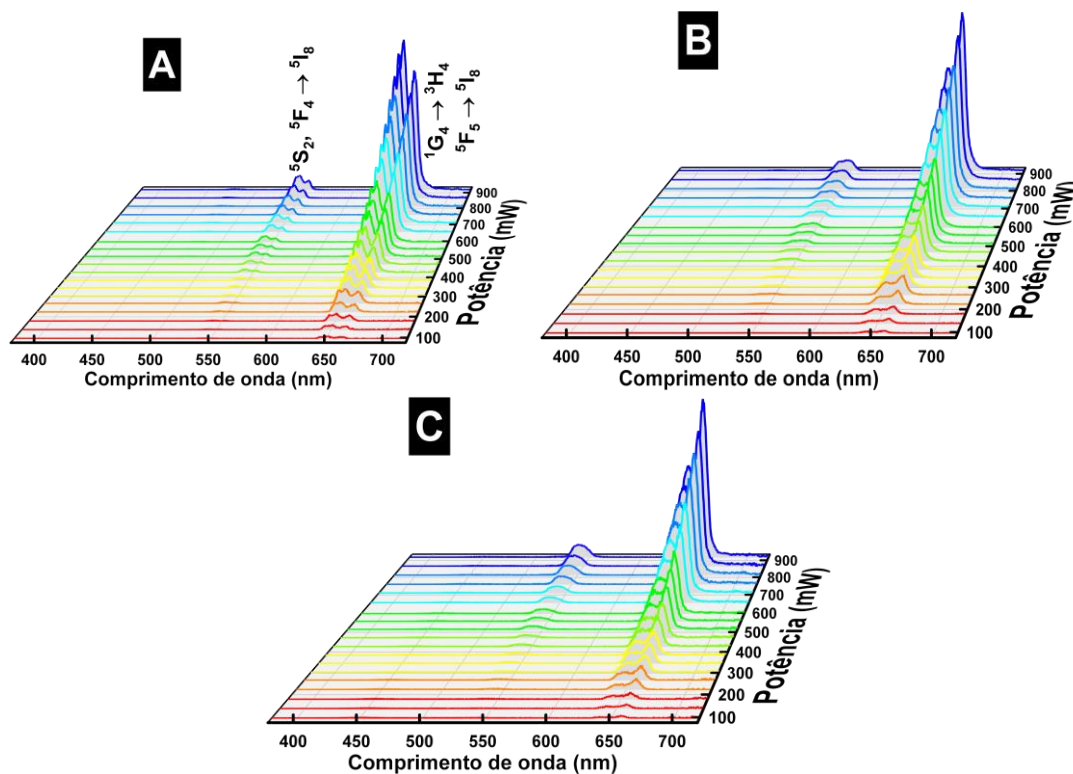 A
⁵S₂, ⁵F₄ → ⁵I₈
¹G₄ → ³H₄
⁵F₅ → ⁵I₈
900
800
700
600
500
400
300
200
100
Potência (mW)
400 450 500 550 600 650 700
Comprimento de onda (nm)
B
900
800
700
600
500
400
300
200
100
Potência (mW)
400 450 500 550 600 650 700
Comprimento de onda (nm)
C
900
800
700
600
500
400
300
200
100
Potência (mW)
400 450 500 550 600 650 700
Comprimento de onda (nm)